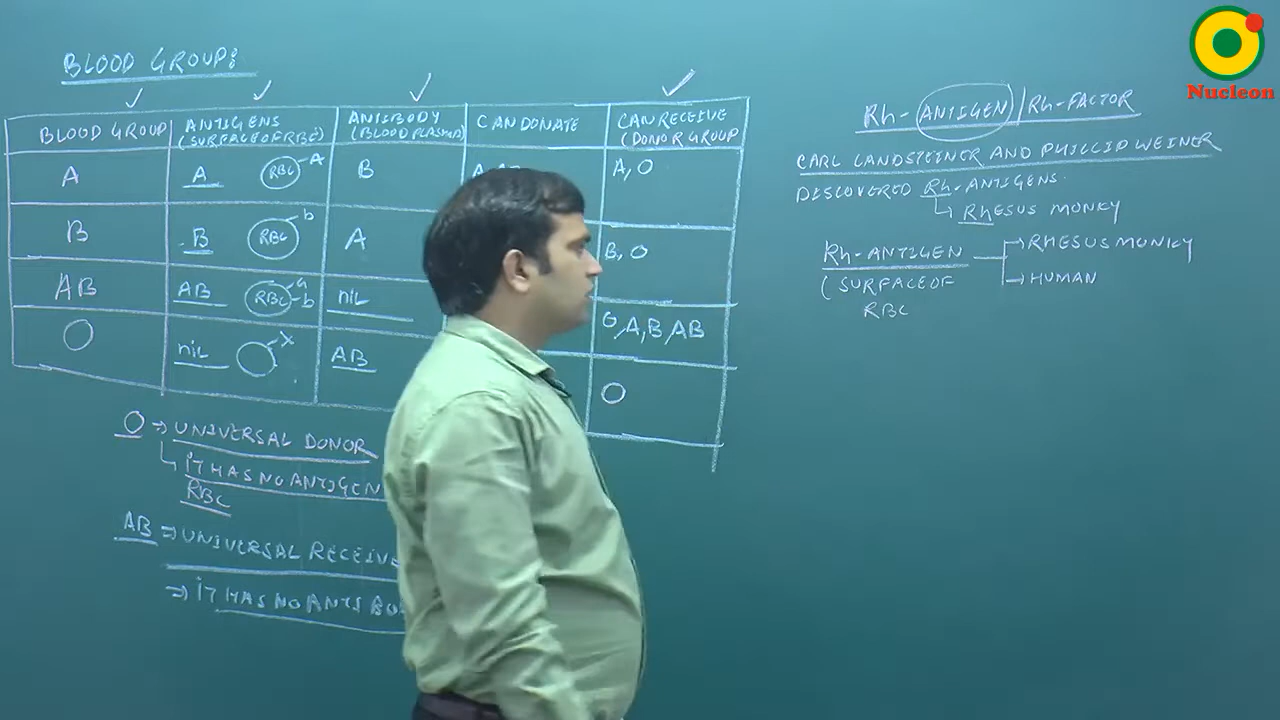 BLOOD GROUP:
BLOOD GROUP
ANTIGENS
(SURFACE OF RBC)
ANTIBODY
(BLOOD PLASMA)
CAN DONATE
CAN RECEIVE
(DONOR GROUP
A
A
RBC
A
B
A, O
B
B
RBC
b
A
B, O
AB
AB
RBC
a
b
nil
O,A,B,AB
O
nil
x
AB
O
O ⇒ UNIVERSAL DONOR
IT HAS NO ANTIGEN
RBC
AB ⇒ UNIVERSAL RECEIVE
⇒ IT HAS NO ANTI BO
Rh-ANTIGEN/Rh-FACTOR
CARL LANDSTEINER AND PHILLID WEINER
DISCOVERED Rh-ANTIGENS.
RhESUS MONKY
Rh-ANTIGEN
RHESUS MONKY
(SURFACE OF
HUMAN
RBC
Nucleon